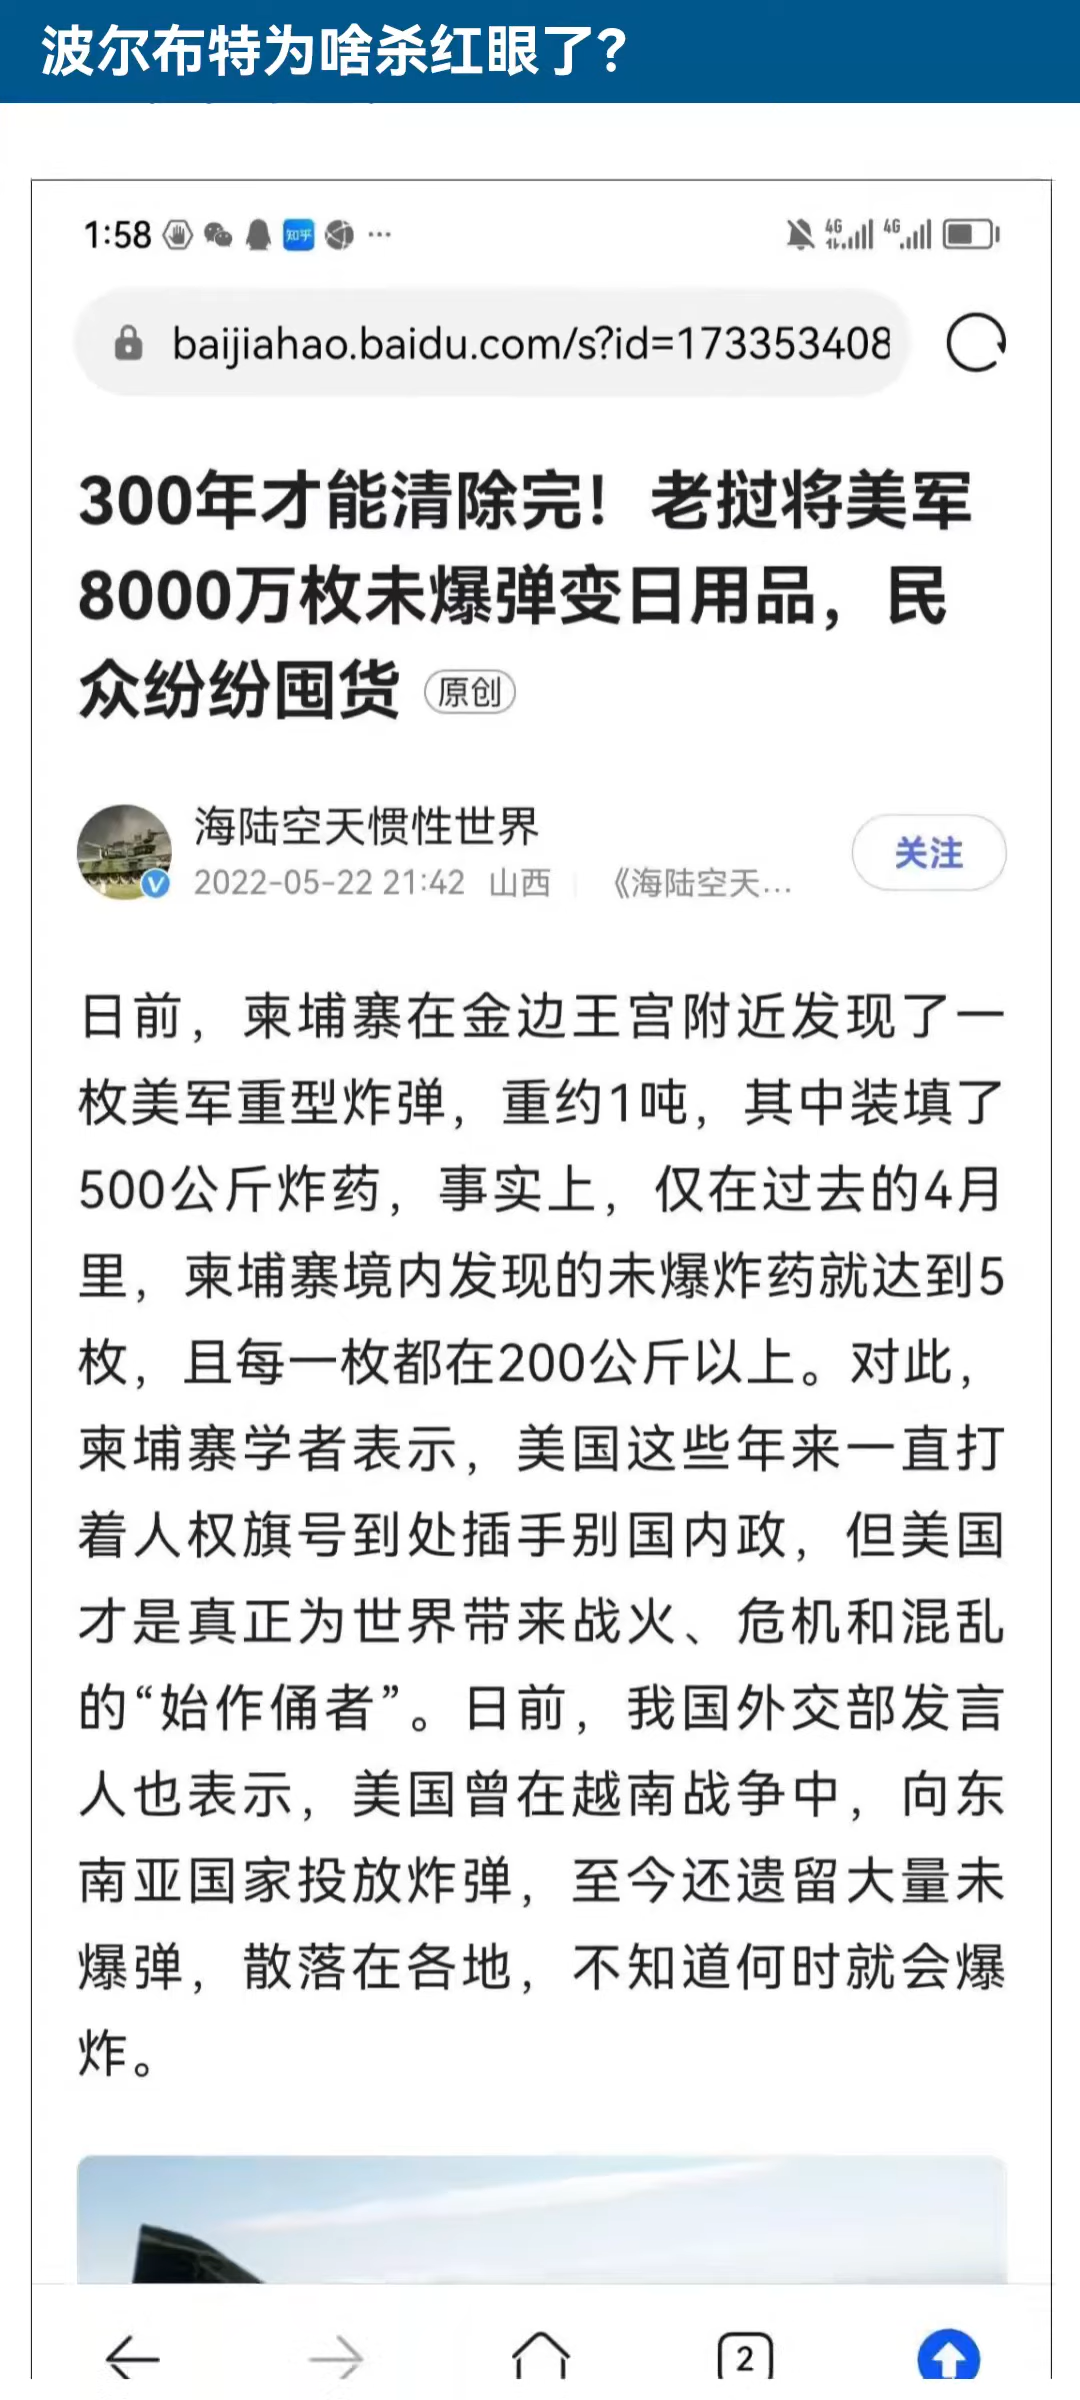 波尔布特为啥杀红眼了?
1:58
知乎
4G
4G
baijiahao.baidu.com/s?id=173353408
300年才能清除完！老挝将美军
8000万枚未爆弹变日用品，民
众纷纷囤货 原创
海陆空天惯性世界
2022-05-22 21:42 山西 《海陆空天...
关注
日前，柬埔寨在金边王宫附近发现了一
枚美军重型炸弹，重约1吨，其中装填了
500公斤炸药，事实上，仅在过去的4月
里，柬埔寨境内发现的未爆炸药就达到5
枚，且每一枚都在200公斤以上。对此，
柬埔寨学者表示，美国这些年来一直打
着人权旗号到处插手别国内政，但美国
才是真正为世界带来战火、危机和混乱
的“始作俑者”。日前，我国外交部发言
人也表示，美国曾在越南战争中，向东
南亚国家投放炸弹，至今还遗留大量未
爆弹，散落在各地，不知道何时就会爆
炸。
2